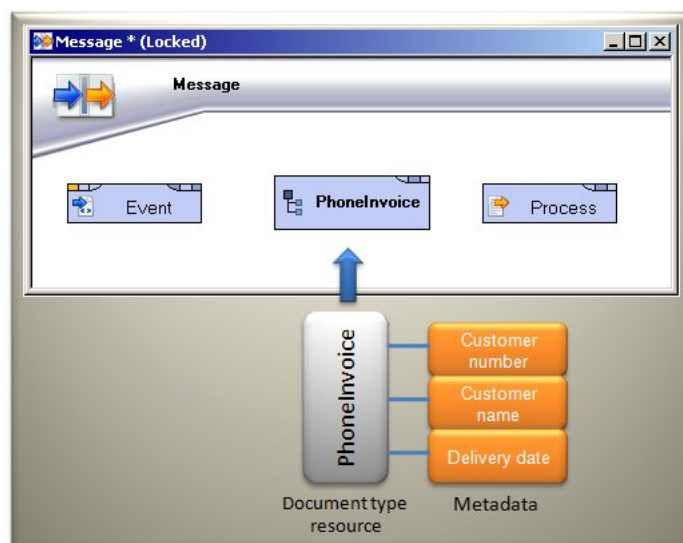 Message * (Locked)
Message
Event
PhoneInvoice
Process
PhoneInvoice
Customer
number
Customer
name
Delivery date
Document type
resource
Metadata